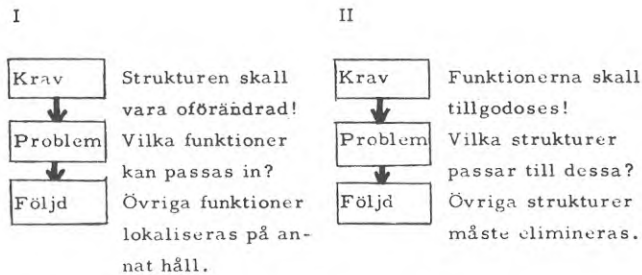 I
Krav
Strukturen skall
vara oförändrad!
Problem
Vilka funktioner
kan passas in?
Följd
Övriga funktioner
lokaliseras på an-
nat håll.
II
Krav
Funktionerna skall
tillgodoses!
Problem
Vilka strukturer
passar till dessa?
Följd
Övriga strukturer
måste elimineras.